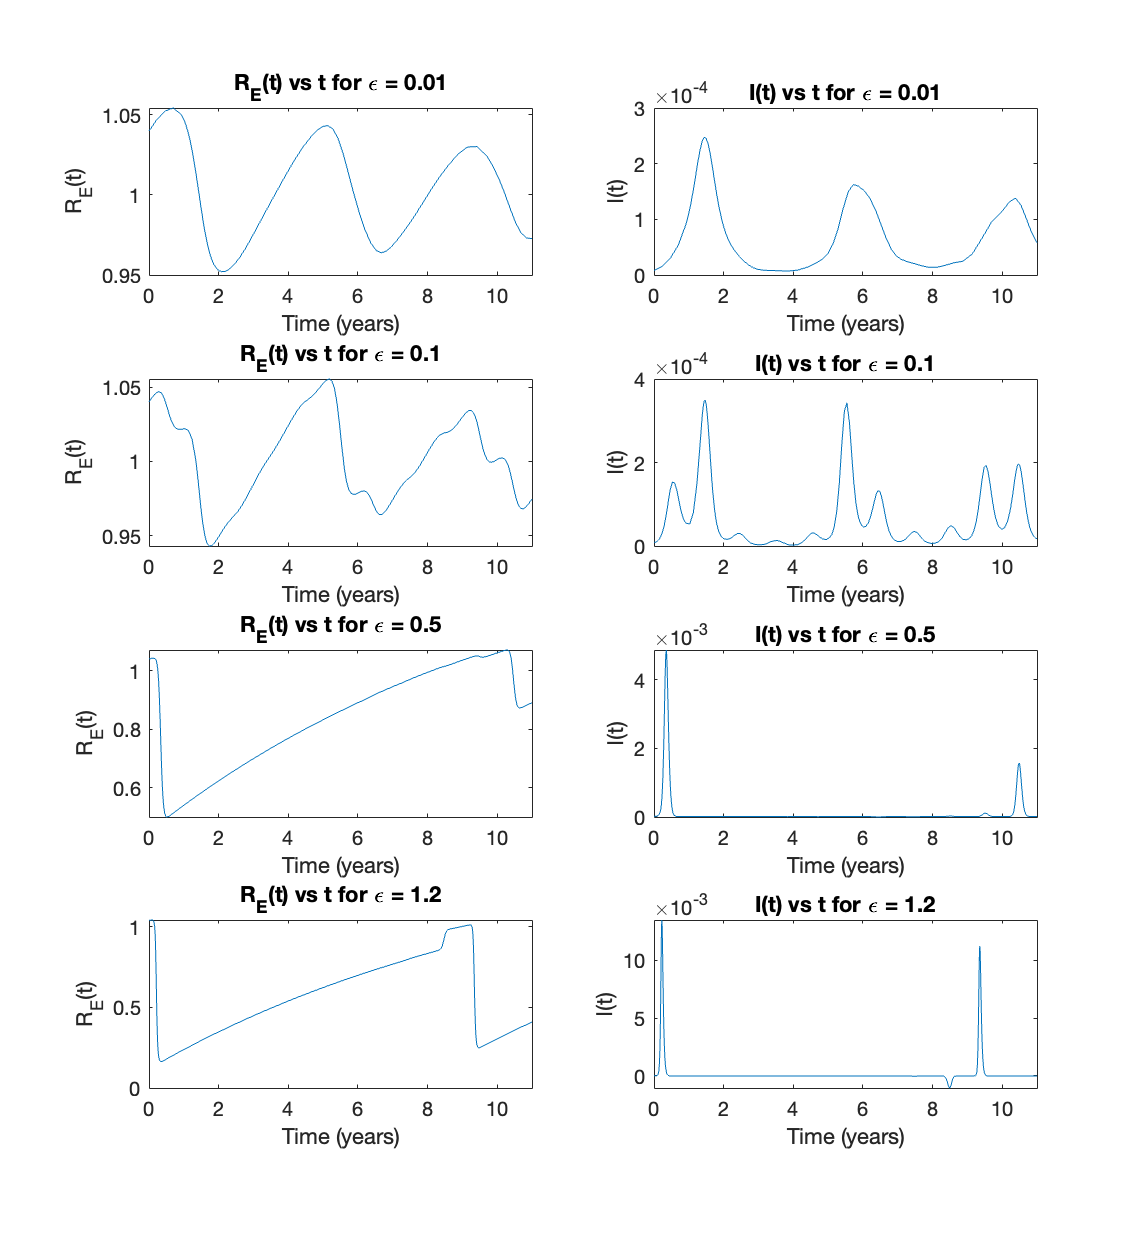 R_E(t) vs t for ϵ = 0.01
1.05
1
0.95
R_E(t)
0 2 4 6 8 10
Time (years)
I(t) vs t for ϵ = 0.01
×10^-4
3
2
1
0
I(t)
0 2 4 6 8 10
Time (years)
R_E(t) vs t for ϵ = 0.1
1.05
1
0.95
R_E(t)
0 2 4 6 8 10
Time (years)
I(t) vs t for ϵ = 0.1
×10^-4
4
2
0
I(t)
0 2 4 6 8 10
Time (years)
R_E(t) vs t for ϵ = 0.5
1
0.8
0.6
R_E(t)
0 2 4 6 8 10
Time (years)
I(t) vs t for ϵ = 0.5
×10^-3
4
2
0
I(t)
0 2 4 6 8 10
Time (years)
R_E(t) vs t for ϵ = 1.2
1
0.5
0
R_E(t)
0 2 4 6 8 10
Time (years)
I(t) vs t for ϵ = 1.2
×10^-3
10
5
0
I(t)
0 2 4 6 8 10
Time (years)